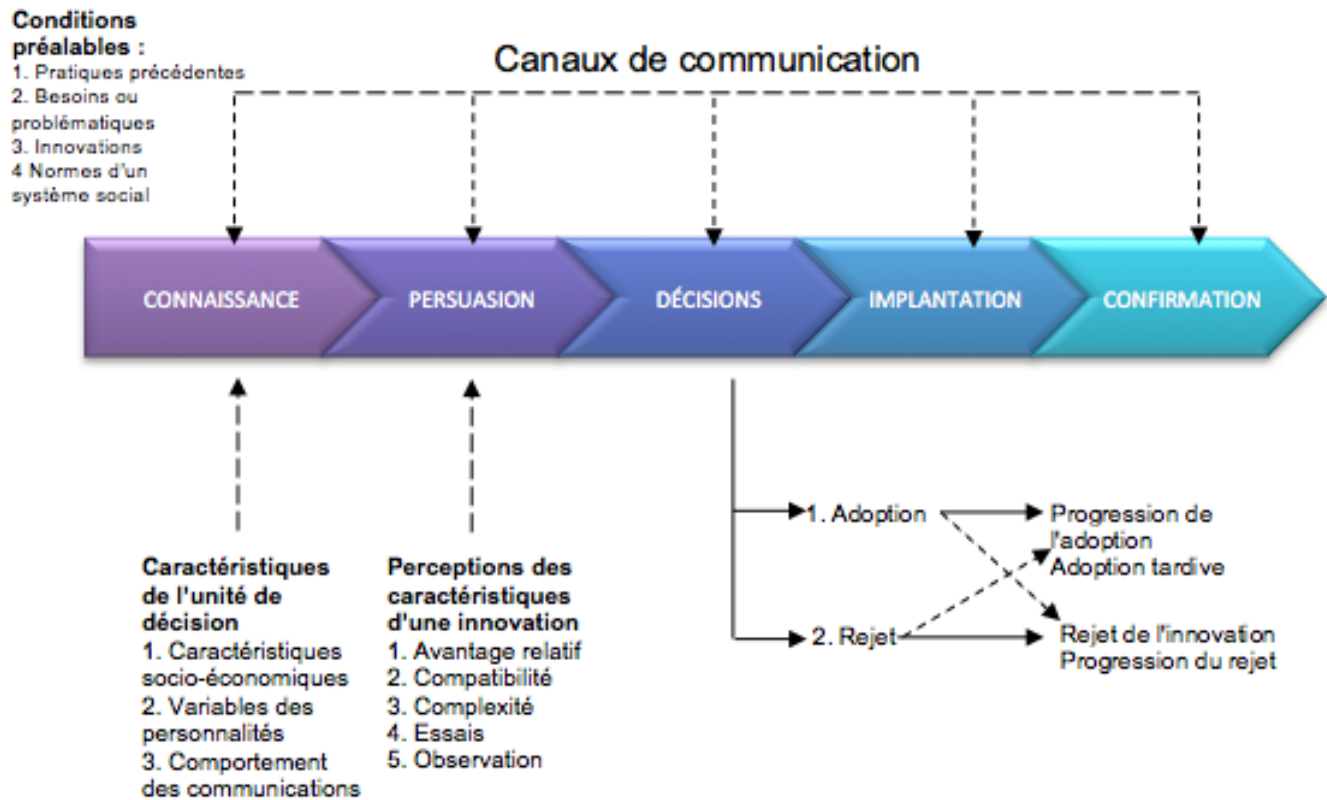 Conditions
préalables :
1. Pratiques précédentes
2. Besoins ou
problématiques
3. Innovations
4 Normes d'un
système social
Canaux de communication
CONNAISSANCE
PERSUASION
DÉCISIONS
IMPLANTATION
CONFIRMATION
Caractéristiques
de l'unité de
décision
1. Caractéristiques
socio-économiques
2. Variables des
personnalités
3. Comportement
des communications
Perceptions des
caractéristiques
d'une innovation
1. Avantage relatif
2. Compatibilité
3. Complexité
4. Essais
5. Observation
1. Adoption
2. Rejet
Progression de
l'adoption
Adoption tardive
Rejet de l'innovation
Progression du rejet